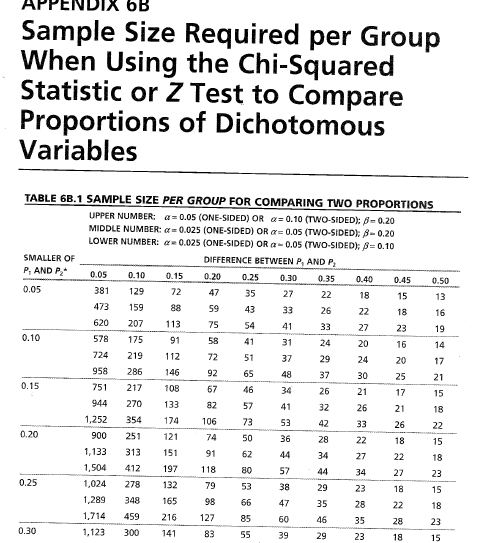 APPENDIX 6B
Sample Size Required per Group
When Using the Chi-Squared
Statistic or Z Test to Compare
Proportions of Dichotomous
Variables
TABLE 6B.1 SAMPLE SIZE PER GROUP FOR COMPARING TWO PROPORTIONS
UPPER NUMBER: α = 0.05 (ONE-SIDED) OR α = 0.10 (TWO-SIDED); β = 0.20
MIDDLE NUMBER: α = 0.025 (ONE-SIDED) OR α = 0.05 (TWO-SIDED); β = 0.20
LOWER NUMBER: α = 0.025 (ONE-SIDED) OR α = 0.05 (TWO-SIDED); β = 0.10
SMALLER OF DIFFERENCE BETWEEN P₁ AND P₂
P₁ AND P₂* 0.05 0.10 0.15 0.20 0.25 0.30 0.35 0.40 0.45 0.50
0.05 381 129 72 47 35 27 22 18 15 13
473 159 88 59 43 33 26 22 18 16
620 207 113 75 54 41 33 27 23 19
0.10 578 175 91 58 41 31 24 20 16 14
724 219 112 72 51 37 29 24 20 17
958 286 146 92 65 48 37 30 25 21
0.15 751 217 108 67 46 34 26 21 17 15
944 270 133 82 57 41 32 26 21 18
1,252 354 174 106 73 53 42 33 26 22
0.20 900 251 121 74 50 36 28 22 18 15
1,133 313 151 91 62 44 34 27 22 18
1,504 412 197 118 80 57 44 34 27 23
0.25 1,024 278 132 79 53 38 29 23 18 15
1,289 348 165 98 66 47 35 28 22 18
1,714 459 216 127 85 60 46 35 28 23
0.30 1,123 300 141 83 55 39 29 23 18 15